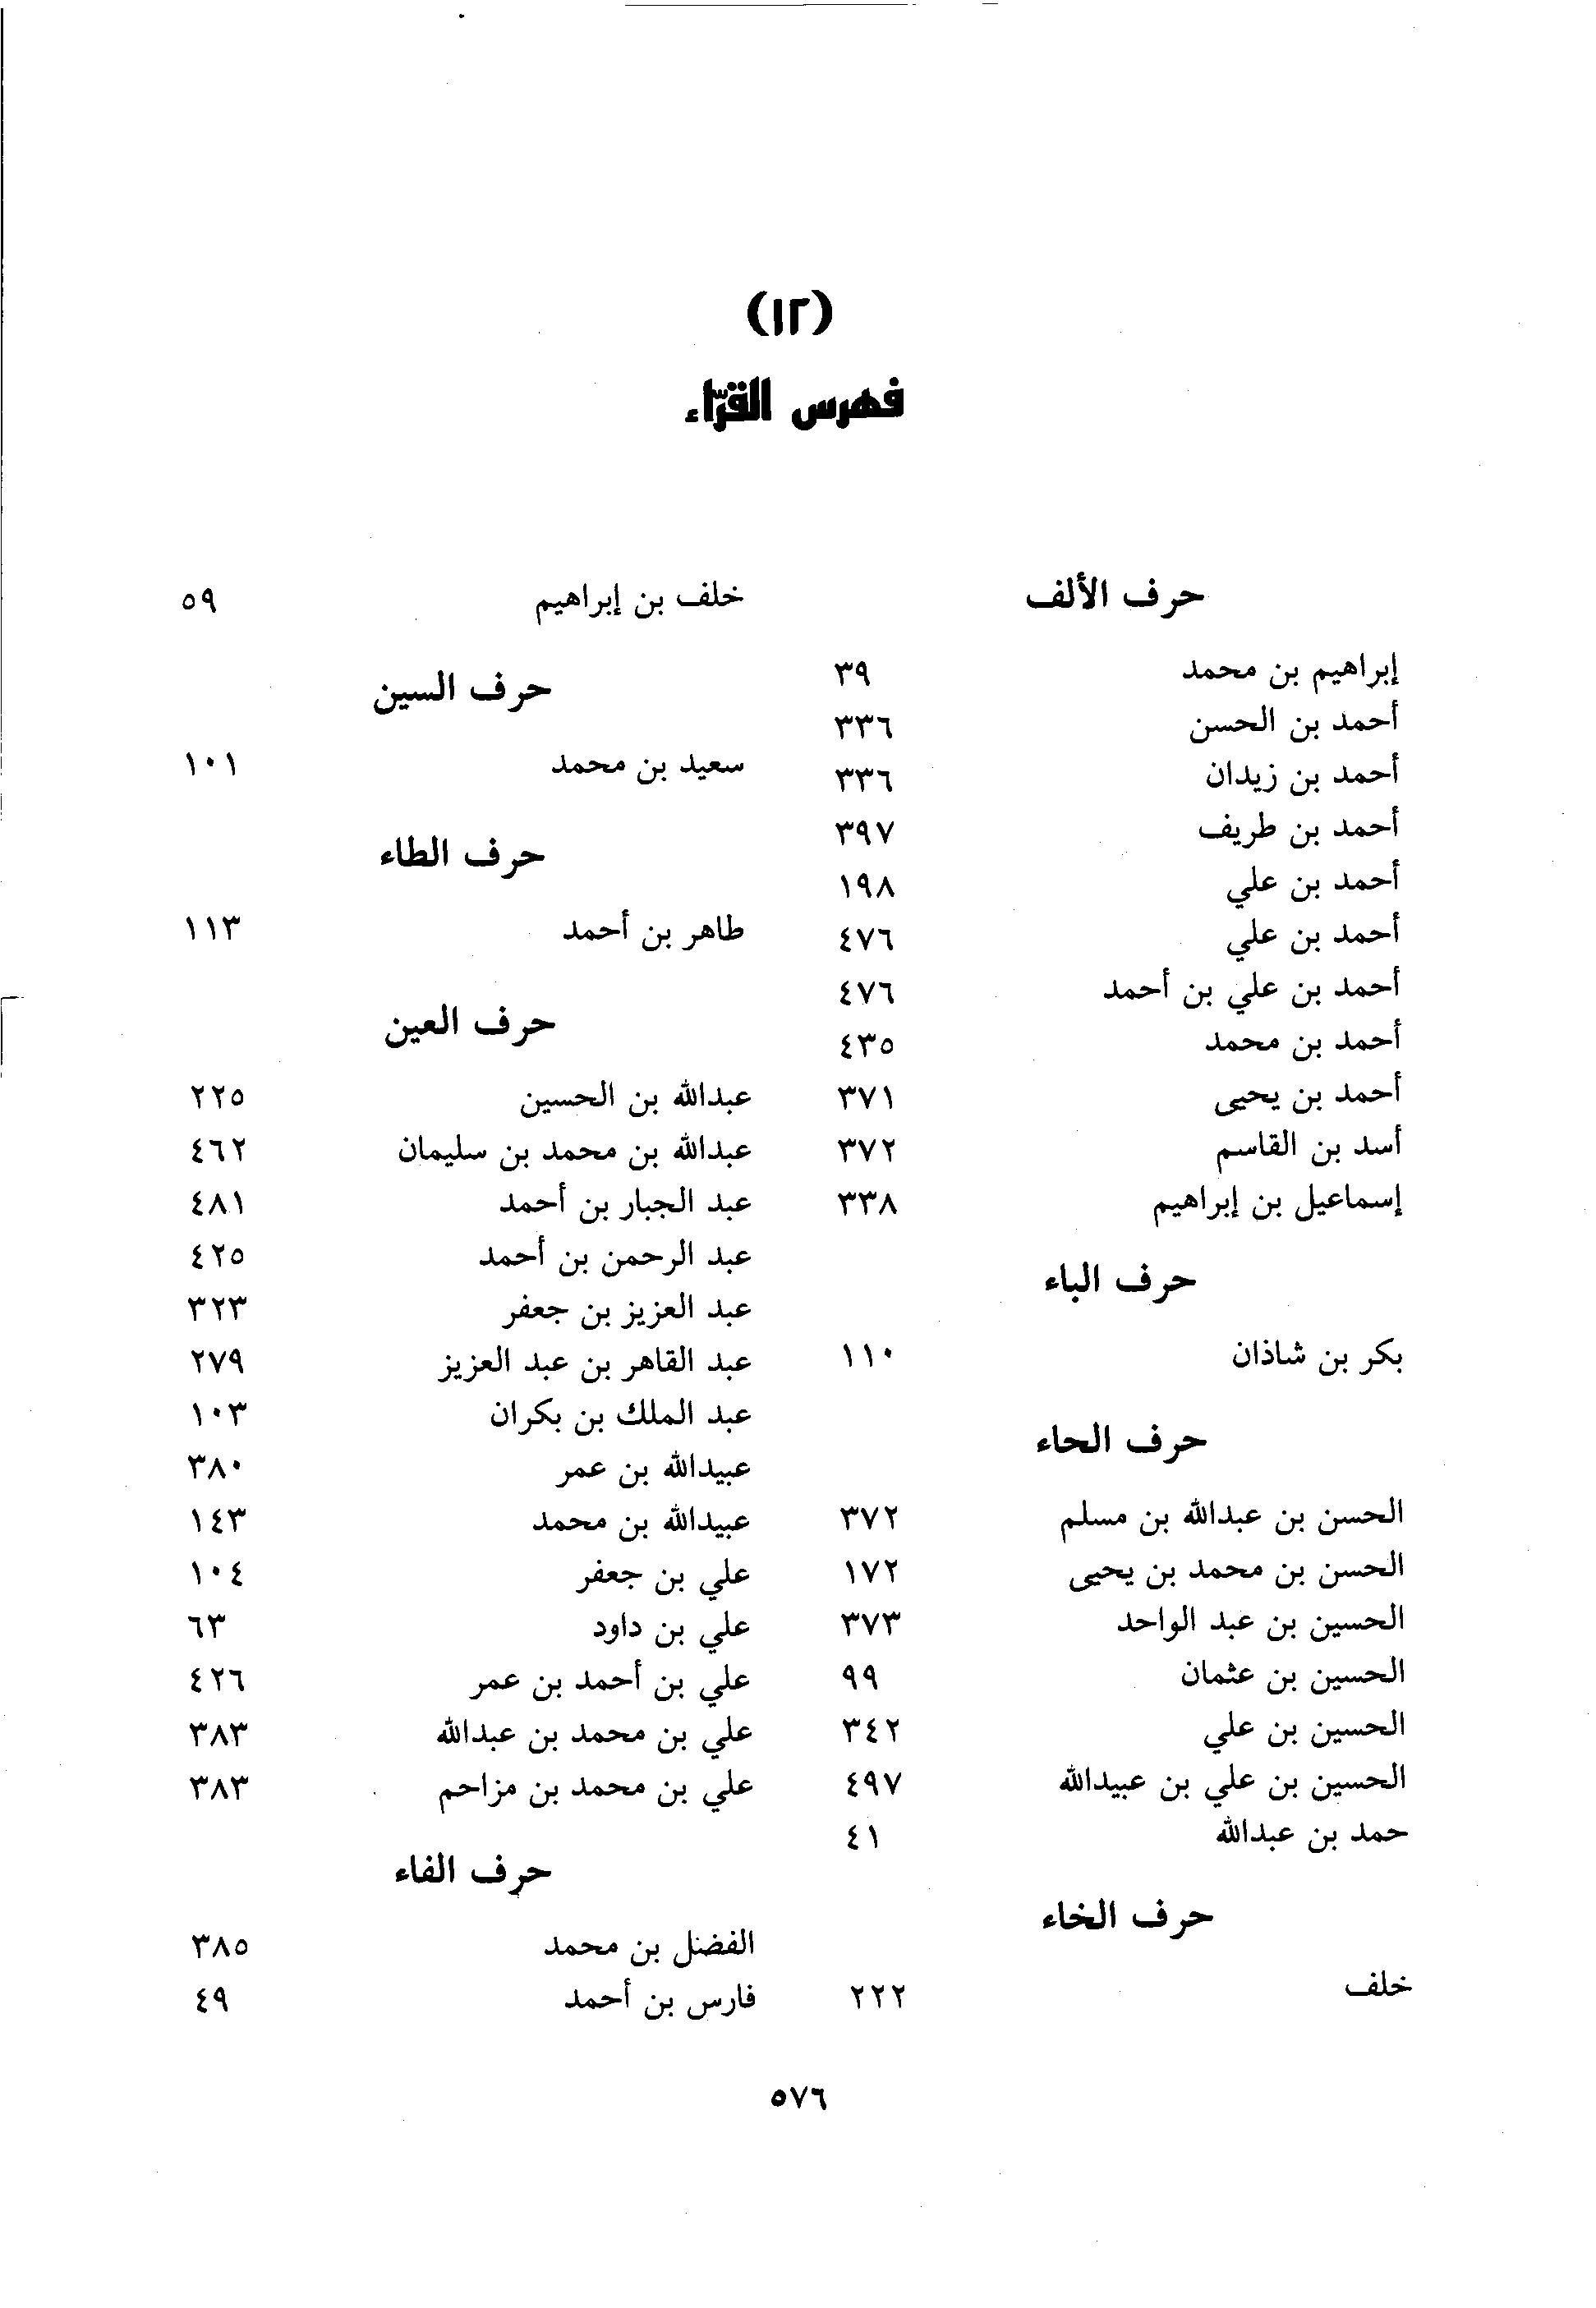 (١٢)
فهرس القرّاء
حرف الألف
إبراهيم بن محمد ٣٩
أحمد بن الحسن ٣٣٦
أحمد بن زيدان ٣٣٦
أحمد بن طريف ٣٩٧
أحمد بن علي ١٩٨
أحمد بن علي ٤٧٦
أحمد بن علي بن أحمد ٤٧٦
أحمد بن محمد ٤٣٥
أحمد بن يحيى ٣٧١
أسد بن القاسم ٣٧٢
إسماعيل بن إبراهيم ٣٣٨
حرف الباء
بكر بن شاذان ١١٠
حرف الحاء
الحسن بن عبدالله بن مسلم ٣٧٢
الحسن بن محمد بن يحيى ١٧٢
الحسين بن عبد الواحد ٣٧٣
الحسين بن عثمان ٩٩
الحسين بن علي ٣٤٢
الحسين بن علي بن عبيدالله ٤٩٧
حمد بن عبدالله ٤١
حرف الخاء
خلف ٢٢٢
خلف بن إبراهيم ٥٩
حرف السين
سعيد بن محمد ١٠١
حرف الطاء
طاهر بن أحمد ١١٣
حرف العين
عبدالله بن الحسين ٢٢٥
عبدالله بن محمد بن سليمان ٤٦٢
عبد الجبار بن أحمد ٤٨١
عبد الرحمن بن أحمد ٤٢٥
عبد العزيز بن جعفر ٣٢٣
عبد القاهر بن عبد العزيز ٢٧٩
عبد الملك بن بكران ١٠٣
عبيدالله بن عمر ٣٨٠
عبيدالله بن محمد ١٤٣
علي بن جعفر ١٠٤
علي بن داود ٦٣
علي بن أحمد بن عمر ٤٢٦
علي بن محمد بن عبدالله ٣٨٣
علي بن محمد بن مزاحم ٣٨٣
حرف الفاء
الفضل بن محمد ٣٨٥
فارس بن أحمد ٤٩
٥٧٦